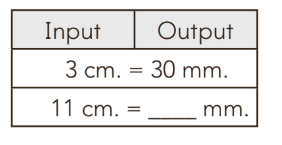 Input Output
3 cm. = 30 mm.
11 cm. = ____ mm.